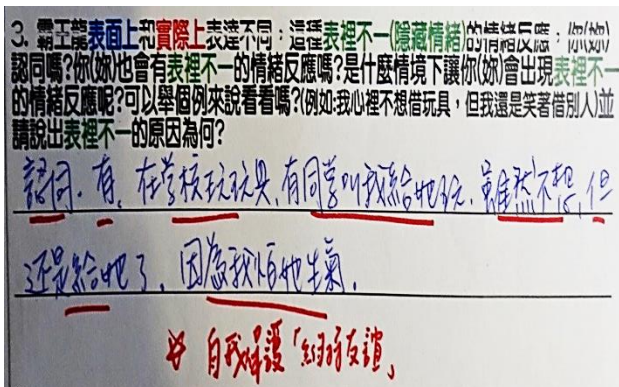 3. 霸王龍表面上和實際上表達不同；這種表裡不一(隱藏情緒)的情緒反應；你(妳)
認同嗎?你(妳)也會有表裡不一的情緒反應嗎?是什麼情境下讓你(妳)會出現表裡不一
的情緒反應呢?可以舉個例來說看看嗎?(例如:我心裡不想借玩具，但我還是笑著借別人)並
請說出表裡不一的原因為何?
認同.有,在学校玩玩具,有同学叫我給她玩.雖然不想,但
还是給她了,因為我怕她生氣.
自我保護「維持友誼」